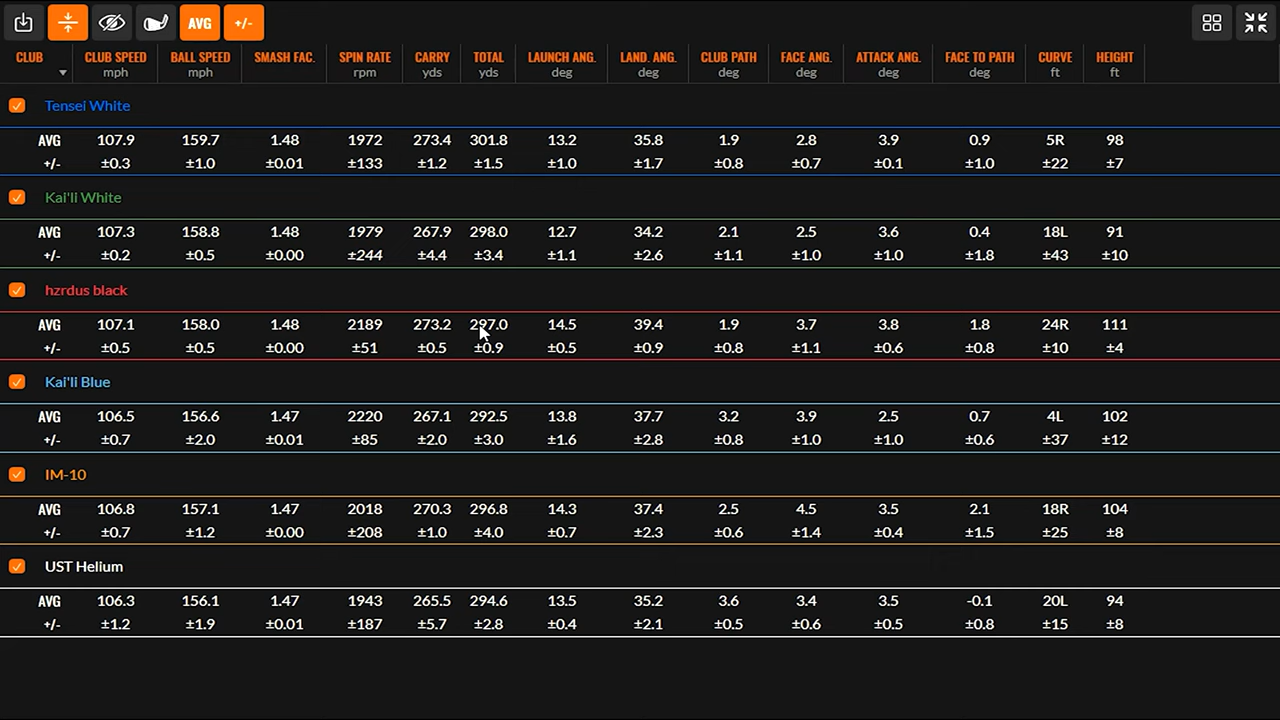 AVG +/-
CLUB CLUB SPEED BALL SPEED SMASH FAC. SPIN RATE CARRY TOTAL LAUNCH ANG. LAND. ANG. CLUB PATH FACE ANG. ATTACK ANG. FACE TO PATH CURVE HEIGHT
mph mph rpm yds yds deg deg deg deg deg deg ft ft
Tensei White
AVG 107.9 159.7 1.48 1972 273.4 301.8 13.2 35.8 1.9 2.8 3.9 0.9 5R 98
+/- ±0.3 ±1.0 ±0.01 ±133 ±1.2 ±1.5 ±1.0 ±1.7 ±0.8 ±0.7 ±0.1 ±1.0 ±22 ±7
Kai'li White
AVG 107.3 158.8 1.48 1979 267.9 298.0 12.7 34.2 2.1 2.5 3.6 0.4 18L 91
+/- ±0.2 ±0.5 ±0.00 ±244 ±4.4 ±3.4 ±1.1 ±2.6 ±1.1 ±1.0 ±1.0 ±1.8 ±43 ±10
hzrdus black
AVG 107.1 158.0 1.48 2189 273.2 297.0 14.5 39.4 1.9 3.7 3.8 1.8 24R 111
+/- ±0.5 ±0.5 ±0.00 ±51 ±0.5 ±0.9 ±0.5 ±0.9 ±0.8 ±1.1 ±0.6 ±0.8 ±10 ±4
Kai'li Blue
AVG 106.5 156.6 1.47 2220 267.1 292.5 13.8 37.7 3.2 3.9 2.5 0.7 4L 102
+/- ±0.7 ±2.0 ±0.01 ±85 ±2.0 ±3.0 ±1.6 ±2.8 ±0.8 ±1.0 ±1.0 ±0.6 ±37 ±12
IM-10
AVG 106.8 157.1 1.47 2018 270.3 296.8 14.3 37.4 2.5 4.5 3.5 2.1 18R 104
+/- ±0.7 ±1.2 ±0.00 ±208 ±1.0 ±4.0 ±0.7 ±2.3 ±0.6 ±1.4 ±0.4 ±1.5 ±25 ±8
UST Helium
AVG 106.3 156.1 1.47 1943 265.5 294.6 13.5 35.2 3.6 3.4 3.5 -0.1 20L 94
+/- ±1.2 ±1.9 ±0.01 ±187 ±5.7 ±2.8 ±0.4 ±2.1 ±0.5 ±0.6 ±0.5 ±0.8 ±15 ±8